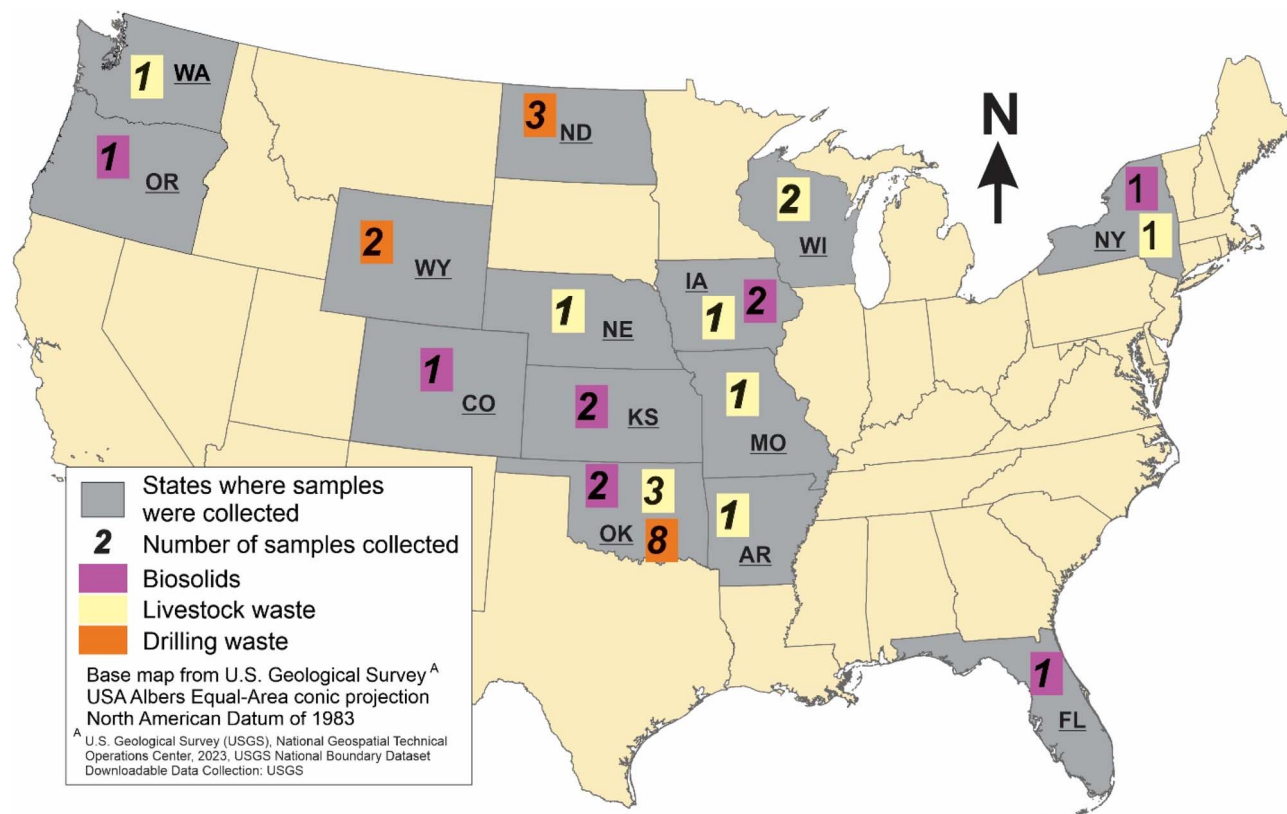 1 WA
3 ND
1 OR
N
2 WI
1
NY 1
2 WY
IA
1 2
1 NE
1 CO
2 KS
1 MO
2 3
OK 8
1 AR
1 FL
States where samples
were collected
2 Number of samples collected
Biosolids
Livestock waste
Drilling waste
Base map from U.S. Geological Survey A
USA Albers Equal-Area conic projection
North American Datum of 1983
A U.S. Geological Survey (USGS), National Geospatial Technical
Operations Center, 2023, USGS National Boundary Dataset
Downloadable Data Collection: USGS